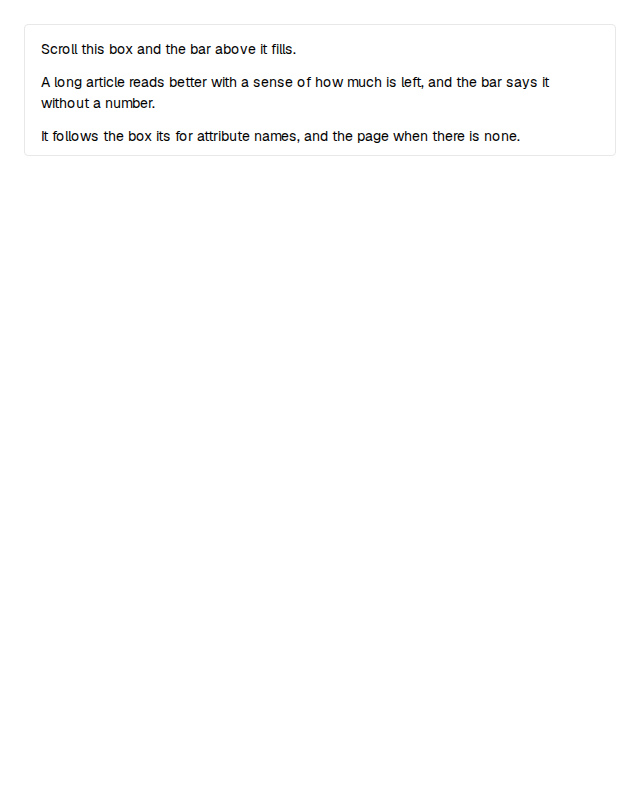 Scroll this box and the bar above it fills.
A long article reads better with a sense of how much is left, and the bar says it
without a number.
It follows the box its for attribute names, and the page when there is none.